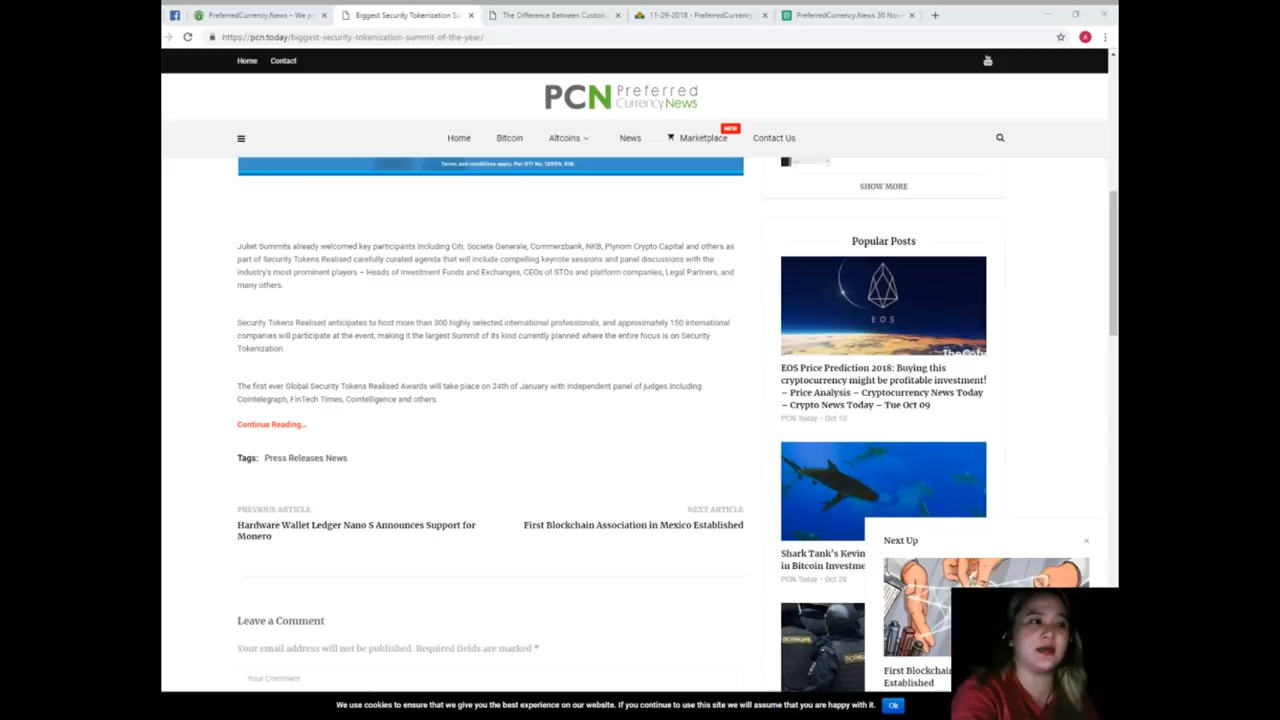 PreferredCurrency.News – We p
Biggest Security Tokenization Su
The Difference Between Custod
11-29-2018 - PreferredCurrency
PreferredCurrency.News 30 Nov
https://pcn.today/biggest-security-tokenization-summit-of-the-year/
Home Contact
PCN Preferred
CurrencyNews
Home Bitcoin Altcoins News Marketplace NEW Contact Us
Terms and conditions apply. Per DTI No. 12909, S18.
SHOW MORE
Juliet Summits already welcomed key participants including Citi, Societe Generale, Commerzbank, NKB, Plynom Crypto Capital and others as
part of Security Tokens Realised carefully curated agenda that will include compelling keynote sessions and panel discussions with the
industry's most prominent players – Heads of Investment Funds and Exchanges, CEOs of STOs and platform companies, Legal Partners, and
many others.
Security Tokens Realised anticipates to host more than 300 highly selected international professionals, and approximately 150 international
companies will participate at the event, making it the largest Summit of its kind currently planned where the entire focus is on Security
Tokenization.
The first ever Global Security Tokens Realised Awards will take place on 24th of January with independent panel of judges including
Cointelegraph, FinTech Times, Cointelligence and others.
Continue Reading...
Tags: Press Releases News
PREVIOUS ARTICLE
Hardware Wallet Ledger Nano S Announces Support for
Monero
NEXT ARTICLE
First Blockchain Association in Mexico Established
Leave a Comment
Your email address will not be published. Required fields are marked *
Your Comment
Popular Posts
EOS
EOS Price Prediction 2018: Buying this
cryptocurrency might be profitable investment!
– Price Analysis – Cryptocurrency News Today
– Crypto News Today – Tue Oct 09
PCN.Today - Oct 10
Shark Tank's Kevin
in Bitcoin Investme
PCN.Today - Oct 26
Next Up
First Blockchain
Established
We use cookies to ensure that we give you the best experience on our website. If you continue to use this site we will assume that you are happy with it.
Ok